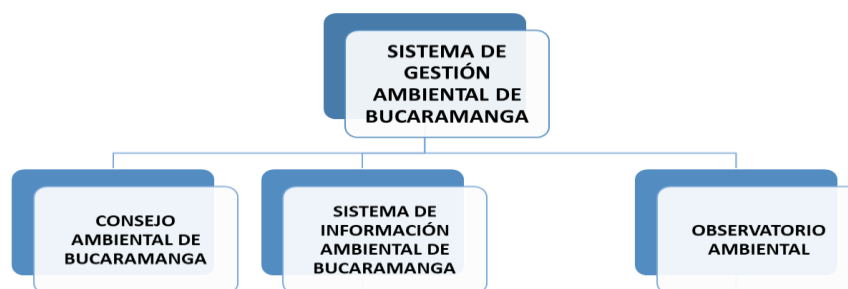 SISTEMA DE
GESTIÓN
AMBIENTAL DE
BUCARAMANGA
CONSEJO
AMBIENTAL DE
BUCARAMANGA
SISTEMA DE
INFORMACIÓN
AMBIENTAL DE
BUCARAMANGA
OBSERVATORIO
AMBIENTAL